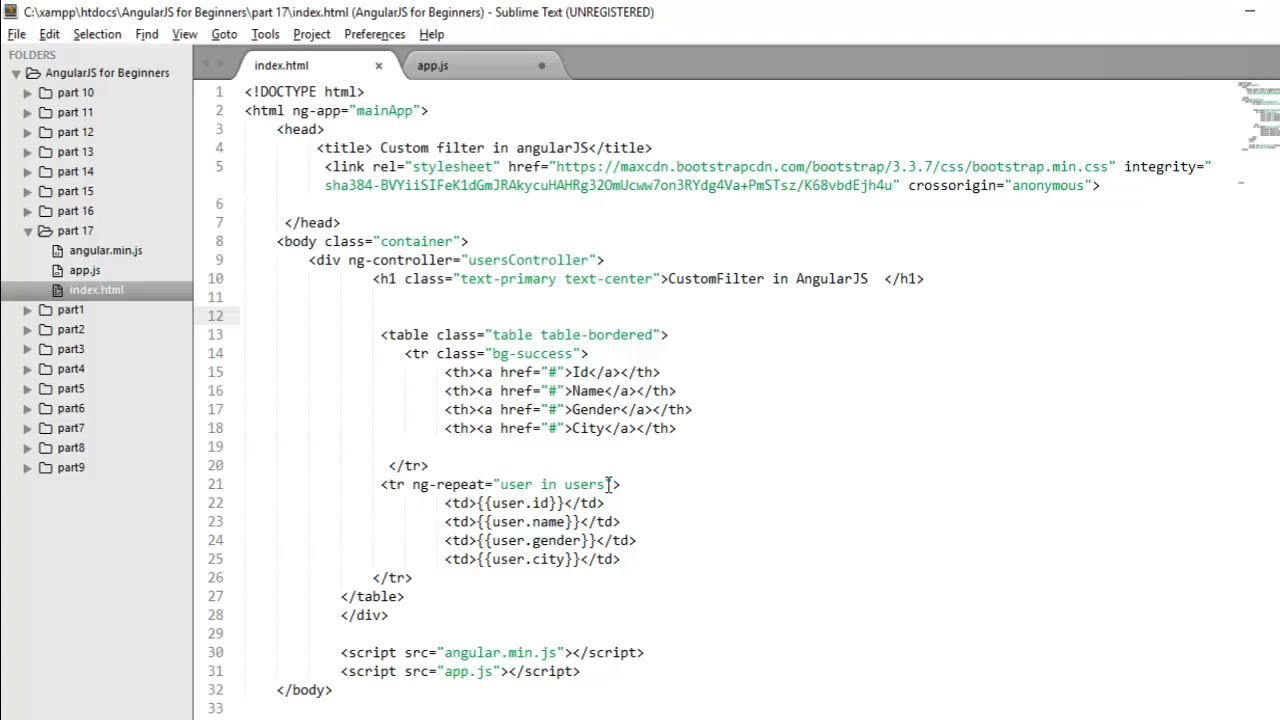 C:\xampp\htdocs\AngularJS for Beginners\part 17\index.html (AngularJS for Beginners) - Sublime Text (UNREGISTERED)
File Edit Selection Find View Goto Tools Project Preferences Help
FOLDERS
AngularJS for Beginners
part 10
part 11
part 12
part 13
part 14
part 15
part 16
part 17
angular.min.js
app.js
index.html
part1
part2
part3
part4
part5
part6
part7
part8
part9
index.html × app.js
1 <!DOCTYPE html>
2 <html ng-app="mainApp">
3 <head>
4 <title> Custom filter in angularJS</title>
5 <link rel="stylesheet" href="https://maxcdn.bootstrapcdn.com/bootstrap/3.3.7/css/bootstrap.min.css" integrity="
sha384-BVYiiSIFeK1dGmJRAkycuHAHRg32OmUcww7on3RYdg4Va+PmSTsz/K68vbdEjh4u" crossorigin="anonymous">
6
7 </head>
8 <body class="container">
9 <div ng-controller="usersController">
10 <h1 class="text-primary text-center">CustomFilter in AngularJS  </h1>
11
12
13 <table class="table table-bordered">
14 <tr class="bg-success">
15 <th><a href="#">Id</a></th>
16 <th><a href="#">Name</a></th>
17 <th><a href="#">Gender</a></th>
18 <th><a href="#">City</a></th>
19
20 </tr>
21 <tr ng-repeat="user in users">
22 <td>{{user.id}}</td>
23 <td>{{user.name}}</td>
24 <td>{{user.gender}}</td>
25 <td>{{user.city}}</td>
26 </tr>
27 </table>
28 </div>
29
30 <script src="angular.min.js"></script>
31 <script src="app.js"></script>
32 </body>
33